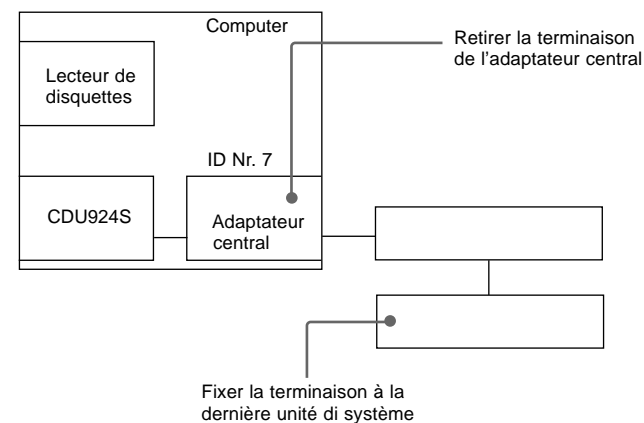 Computer
Retirer la terminaison
de l'adaptateur central
Lecteur de
disquettes
ID Nr. 7
CDU924S
Adaptateur
central
Fixer la terminaison à la
dernière unité di système